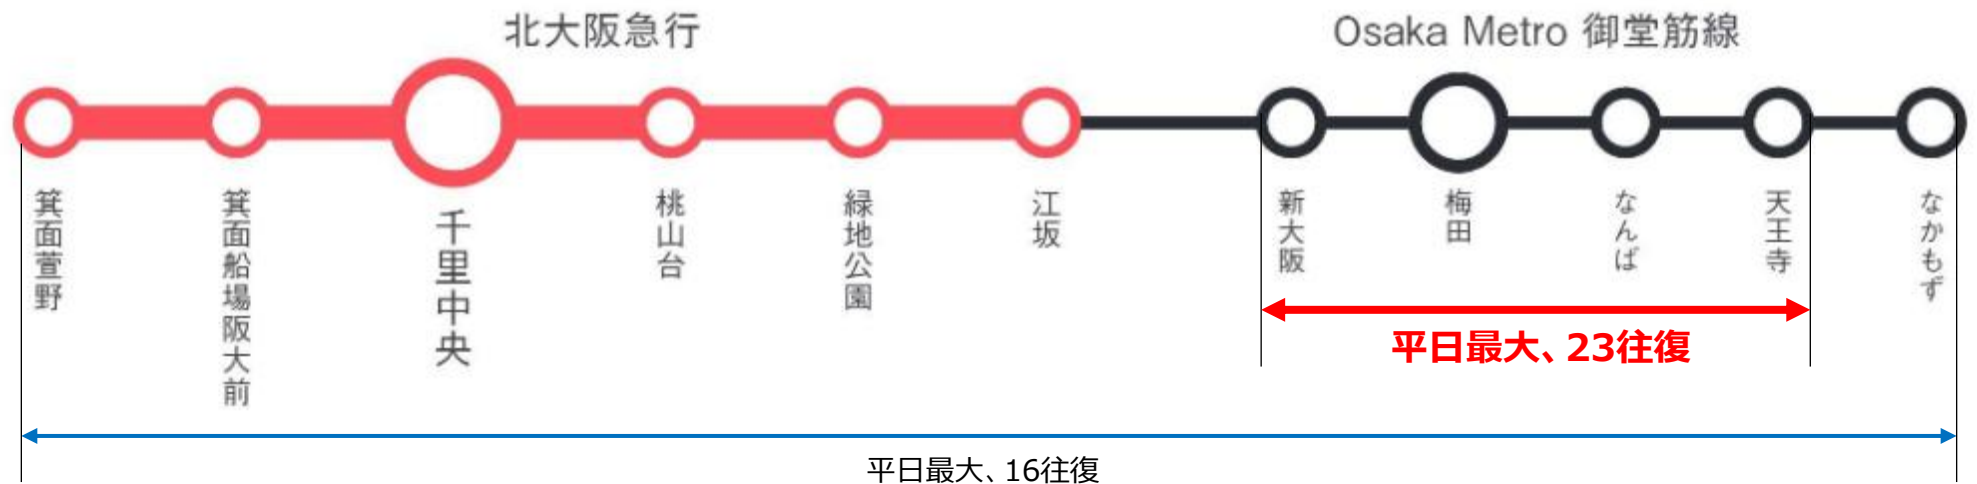 北大阪急行
Osaka Metro 御堂筋線
箕面萱野
箕面船場阪大前
千里中央
桃山台
緑地公園
江坂
新大阪
梅田
なんば
天王寺
なかもず
平日最大、23往復
平日最大、16往復